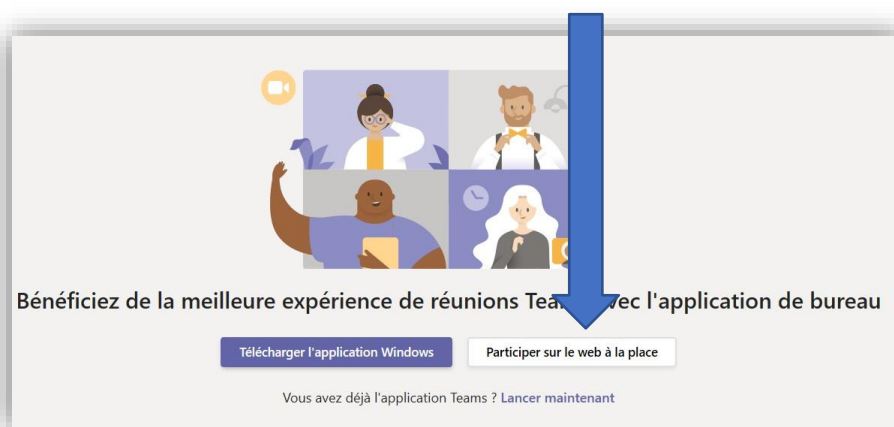 Bénéficiez de la meilleure expérience de réunions Tea vec l'application de bureau
Télécharger l'application Windows
Participer sur le web à la place
Vous avez déjà l'application Teams ? Lancer maintenant